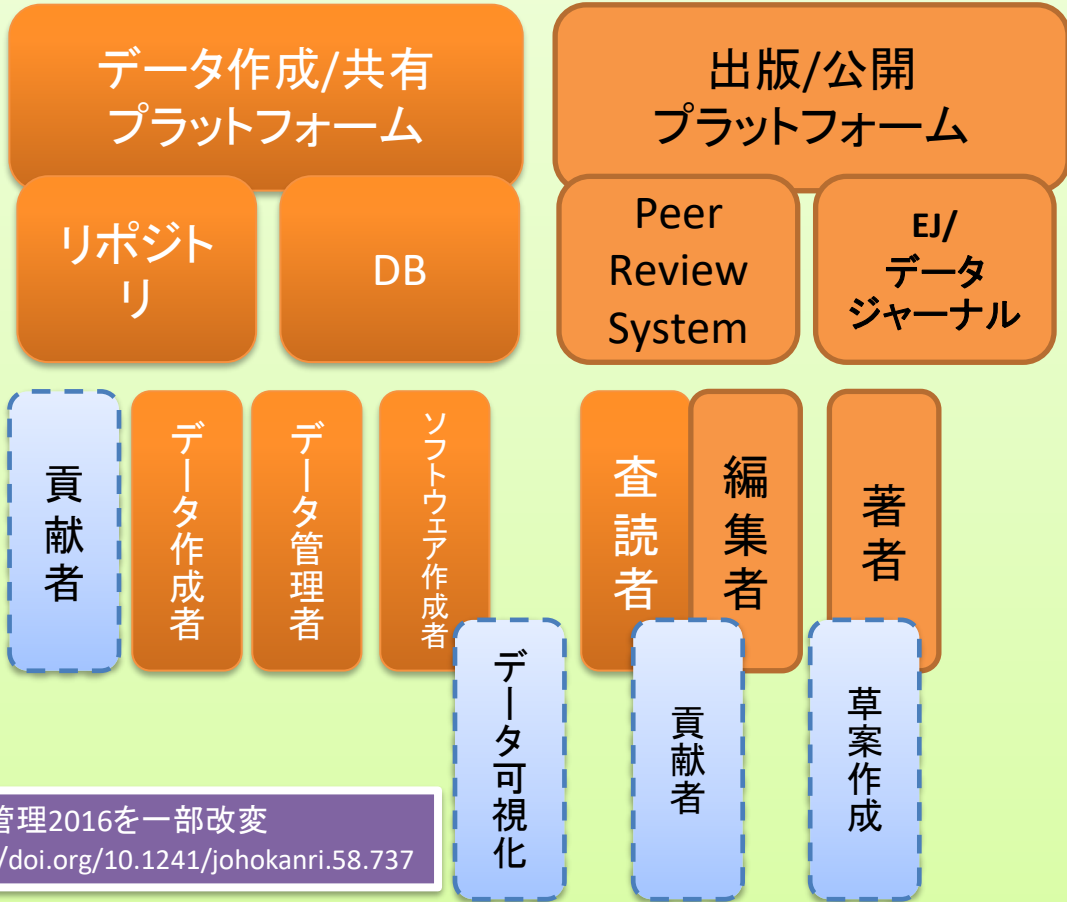 データ作成/共有
プラットフォーム
出版/公開
プラットフォーム
リポジト
リ
DB
Peer
Review
System
EJ/
データ
ジャーナル
貢献者
データ作成者
データ管理者
ソフトウェア作成者
査読者
編集者
著者
データ可視化
貢献者
草案作成
管理2016を一部改変
/doi.org/10.1241/johokanri.58.737